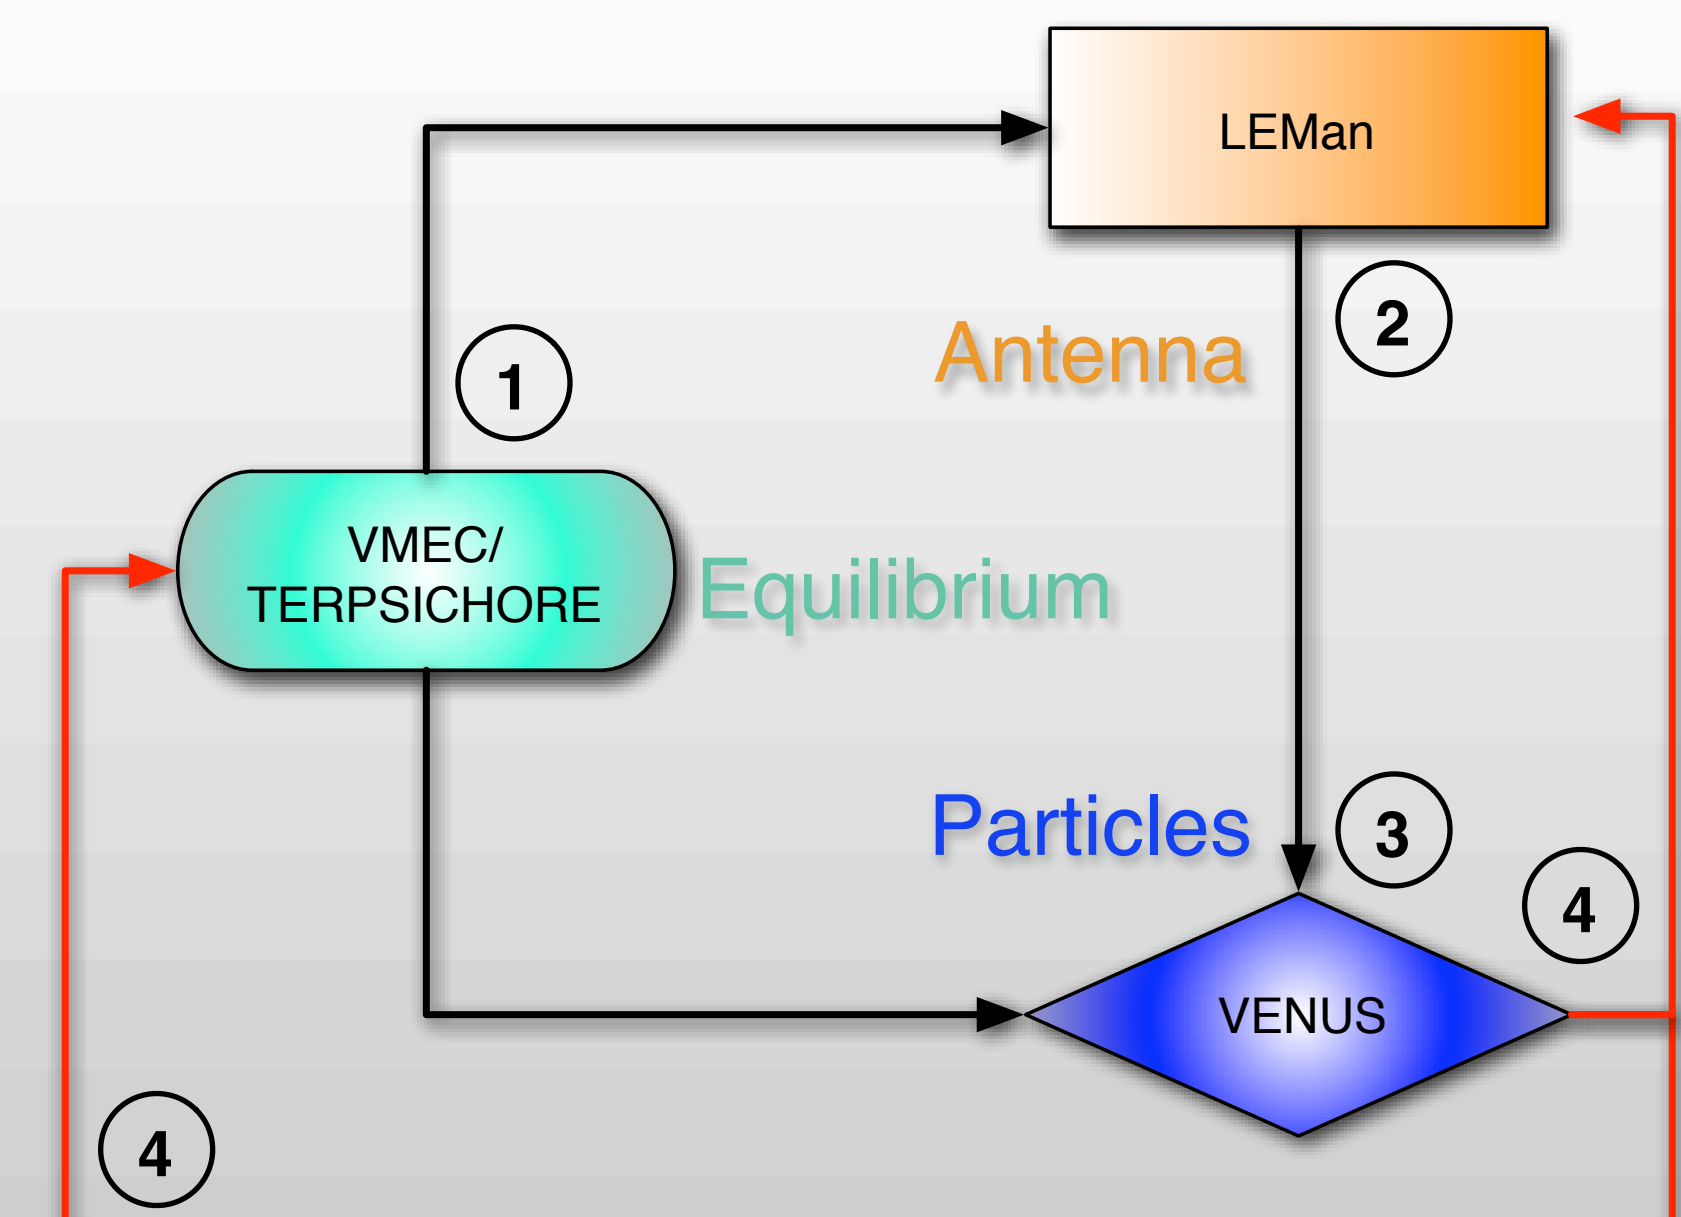 LEMan
2
Antenna
1
VMEC/
TERPSICHORE
Equilibrium
Particles
3
4
VENUS
4